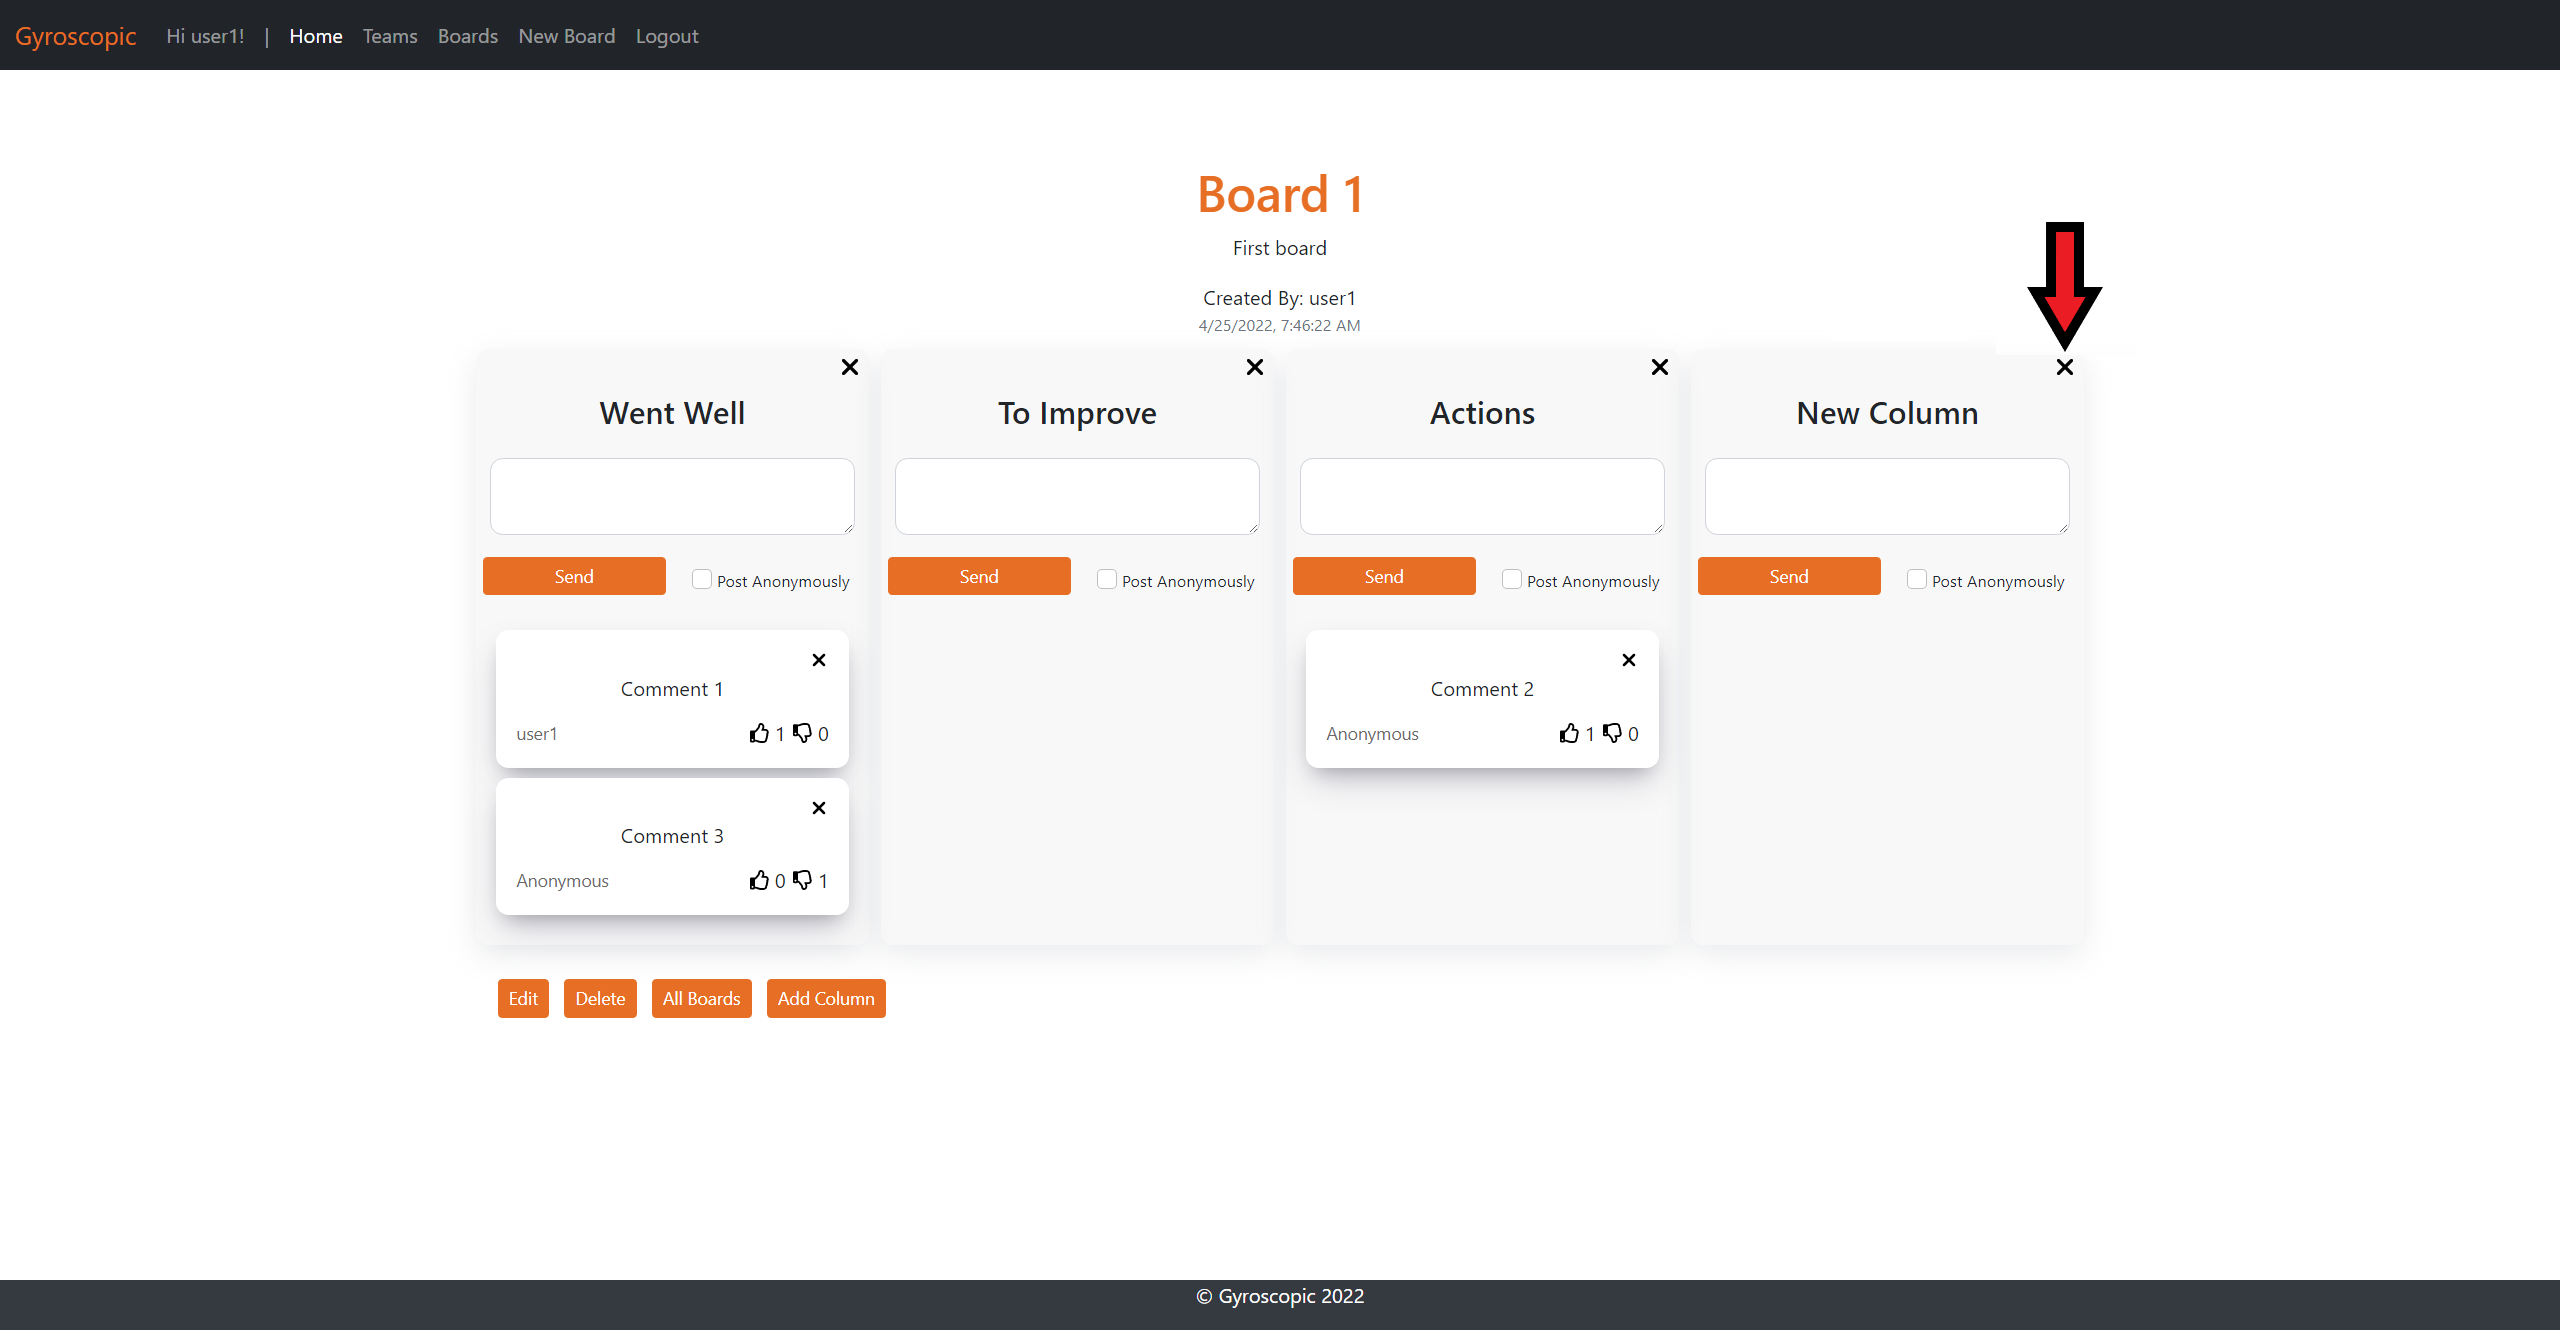 Gyroscopic Hi user1! | Home Teams Boards New Board Logout
Board 1
First board
Created By: user1
4/25/2022, 7:46:22 AM
Went Well
Send Post Anonymously
Comment 1
user1 1 0
Comment 3
Anonymous 0 1
To Improve
Send Post Anonymously
Actions
Send Post Anonymously
Comment 2
Anonymous 1 0
New Column
Send Post Anonymously
Edit Delete All Boards Add Column
© Gyroscopic 2022